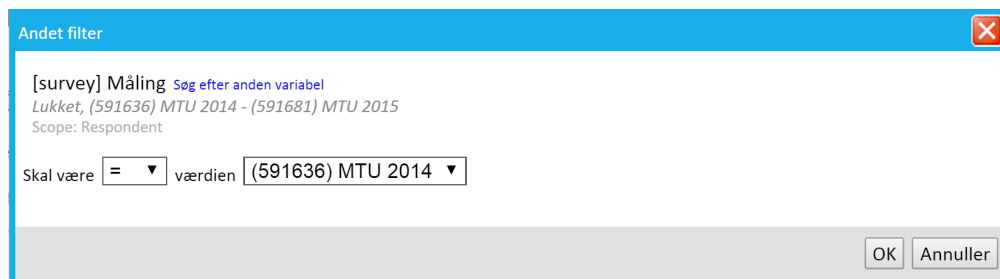 Andet filter
[survey] Måling Søg efter anden variabel
Lukket, (591636) MTU 2014 - (591681) MTU 2015
Scope: Respondent
Skal være = værdien (591636) MTU 2014
OK Annuller